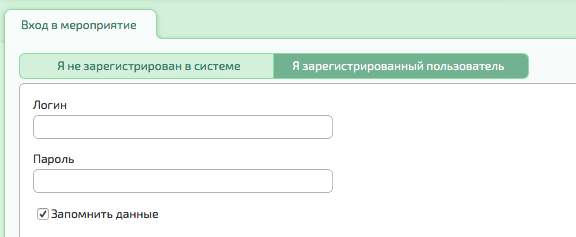 Вход в мероприятие
Я не зарегистрирован в системе Я зарегистрированный пользователь
Логин
Пароль
Запомнить данные